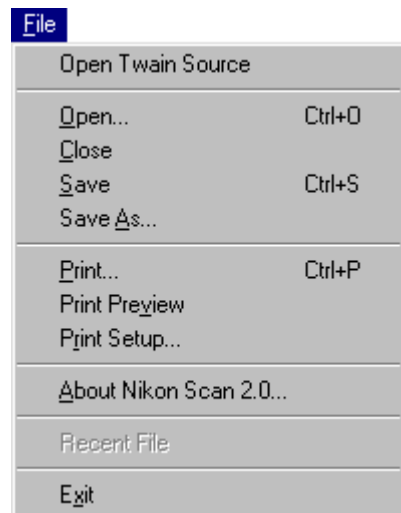 File
Open Twain Source
Open... Ctrl+O
Close
Save Ctrl+S
Save As...
Print... Ctrl+P
Print Preview
Print Setup...
About Nikon Scan 2.0...
Recent File
Exit